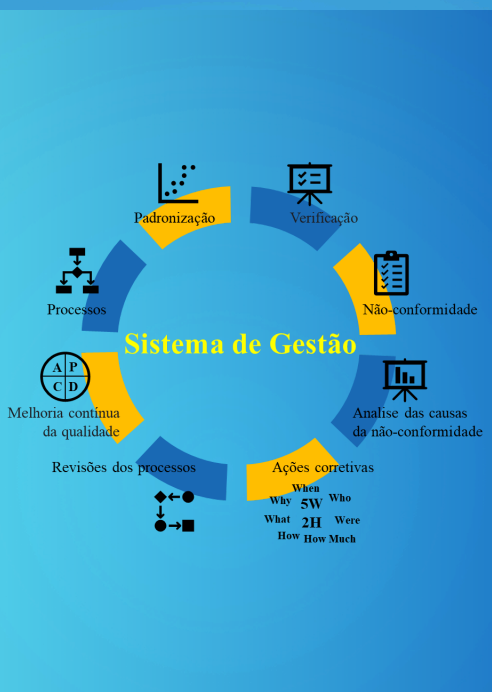 Padronização
Verificação
Processos
Não-conformidade
Sistema de Gestão
A P
C D
Melhoria contínua
da qualidade
Analise das causas
da não-conformidade
Revisões dos processos
Ações corretivas
When
Why 5W Who
What 2H Were
How How Much